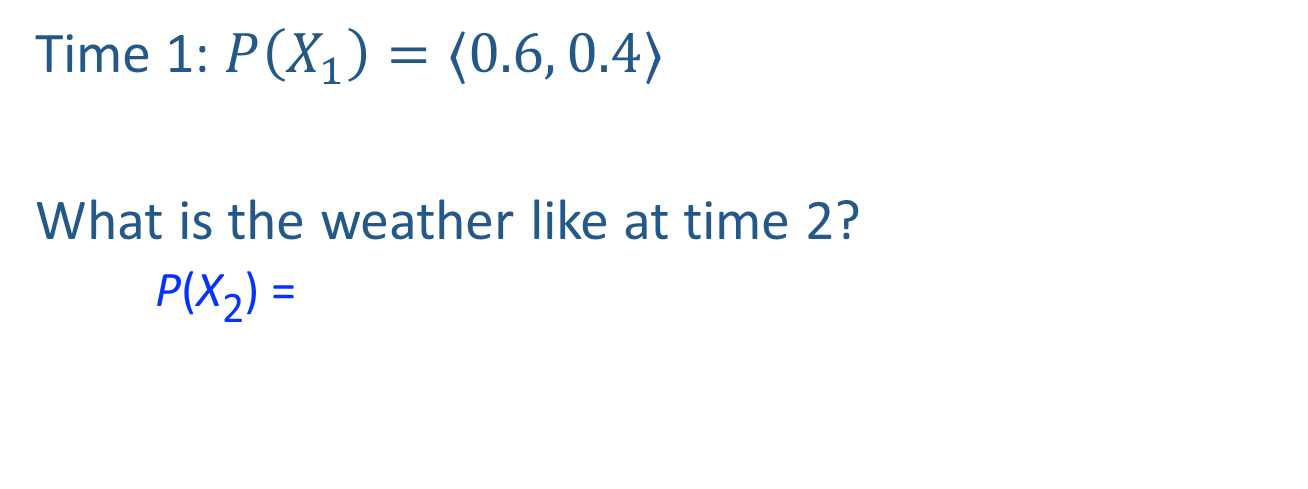 Time 1: P(X₁) = ⟨0.6, 0.4⟩
What is the weather like at time 2?
P(X₂) =